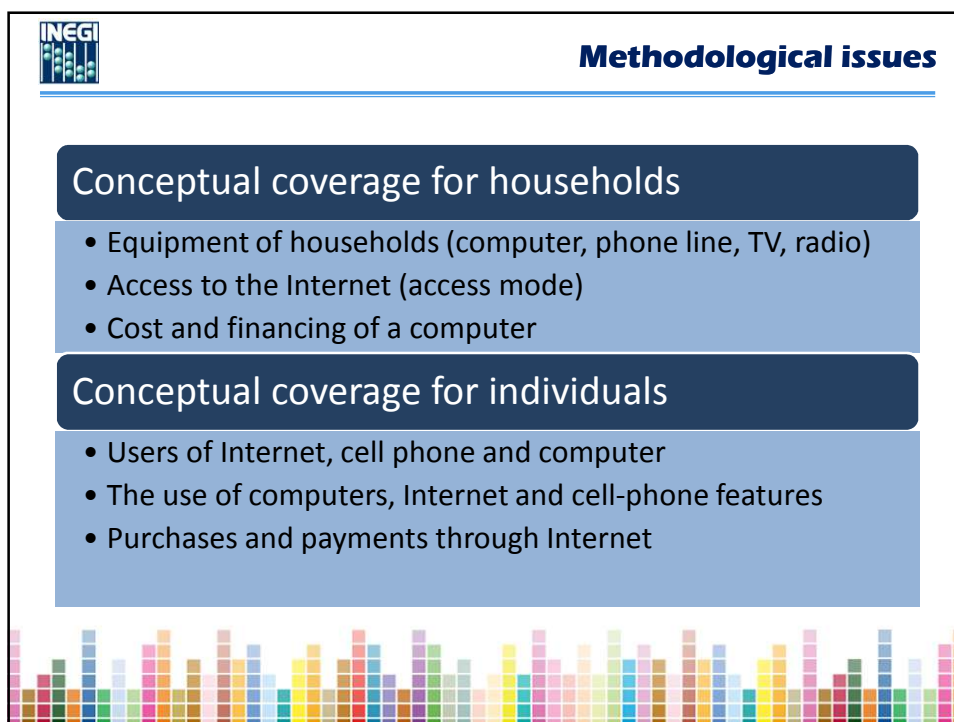 INEGI
Methodological issues
Conceptual coverage for households
• Equipment of households (computer, phone line, TV, radio)
• Access to the Internet (access mode)
• Cost and financing of a computer
Conceptual coverage for individuals
• Users of Internet, cell phone and computer
• The use of computers, Internet and cell-phone features
• Purchases and payments through Internet